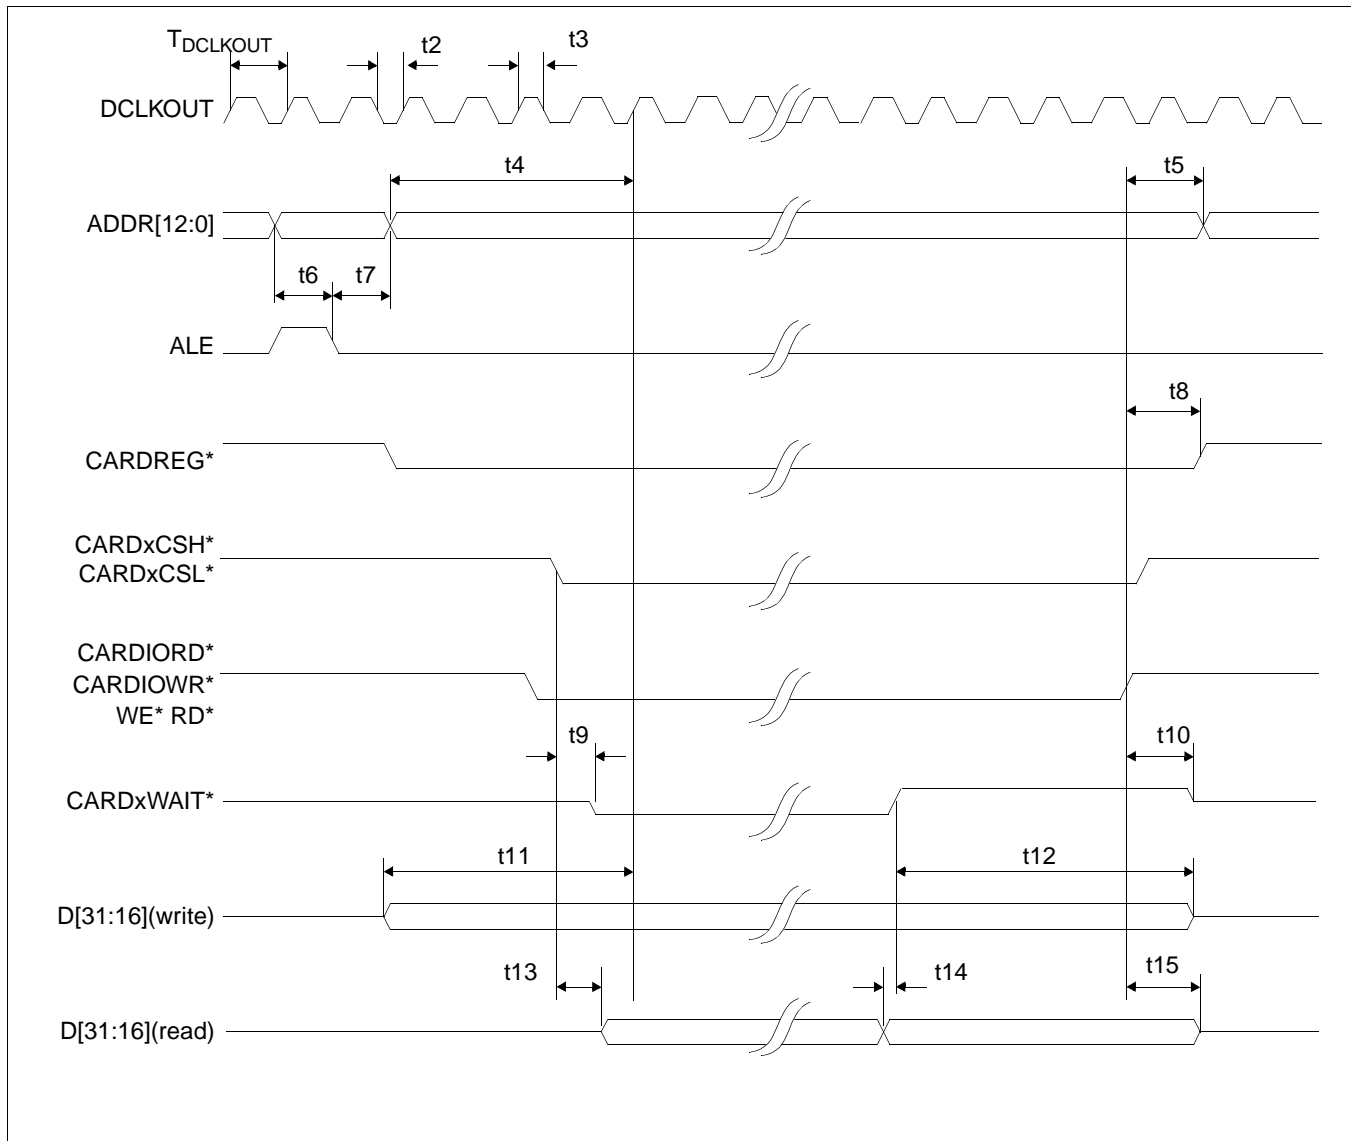 TDCLKOUT
t2
t3
DCLKOUT
t4
t5
ADDR[12:0]
t6
t7
ALE
t8
CARDREG*
CARDxCSH*
CARDxCSL*
CARDIORD*
CARDIOWR*
WE* RD*
t9
t10
CARDxWAIT*
t11
t12
D[31:16](write)
t13
t14
t15
D[31:16](read)